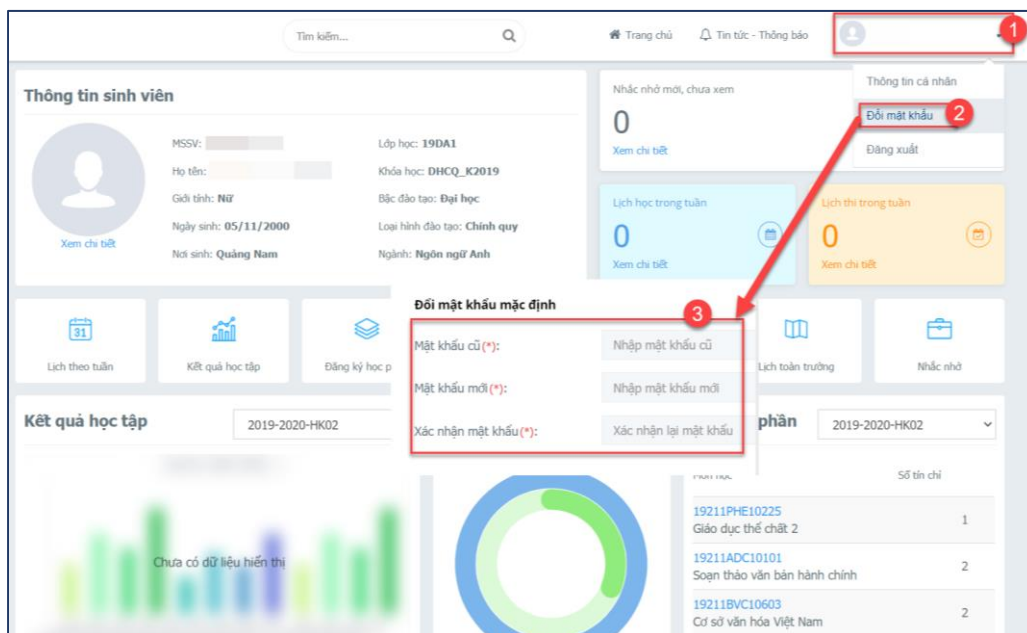 Tìm kiếm...
Trang chủ
Tin tức - Thông báo
1
Thông tin cá nhân
Đổi mật khẩu
2
Đăng xuất
Thông tin sinh viên
MSSV:
Họ tên:
Giới tính: Nữ
Ngày sinh: 05/11/2000
Nơi sinh: Quảng Nam
Lớp học: 19DA1
Khóa học: DHCQ_K2019
Bậc đào tạo: Đại học
Loại hình đào tạo: Chính quy
Ngành: Ngôn ngữ Anh
Xem chi tiết
Nhắc nhở mới, chưa xem
0
Xem chi tiết
Lịch học trong tuần
0
Xem chi tiết
Lịch thi trong tuần
0
Xem chi tiết
31
Lịch theo tuần
Kết quả học tập
Đăng ký học p
Lịch toàn trường
Nhắc nhở
Đổi mật khẩu mặc định
3
Mật khẩu cũ(*): Nhập mật khẩu cũ
Mật khẩu mới(*): Nhập mật khẩu mới
Xác nhận mật khẩu(*): Xác nhận lại mật khẩu
Kết quả học tập
2019-2020-HK02
Chưa có dữ liệu hiển thị
phần
2019-2020-HK02
Môn học Số tín chỉ
19211PHE10225
Giáo dục thể chất 2 1
19211ADC10101
Soạn thảo văn bản hành chính 2
19211BVC10603
Cơ sở văn hóa Việt Nam 2